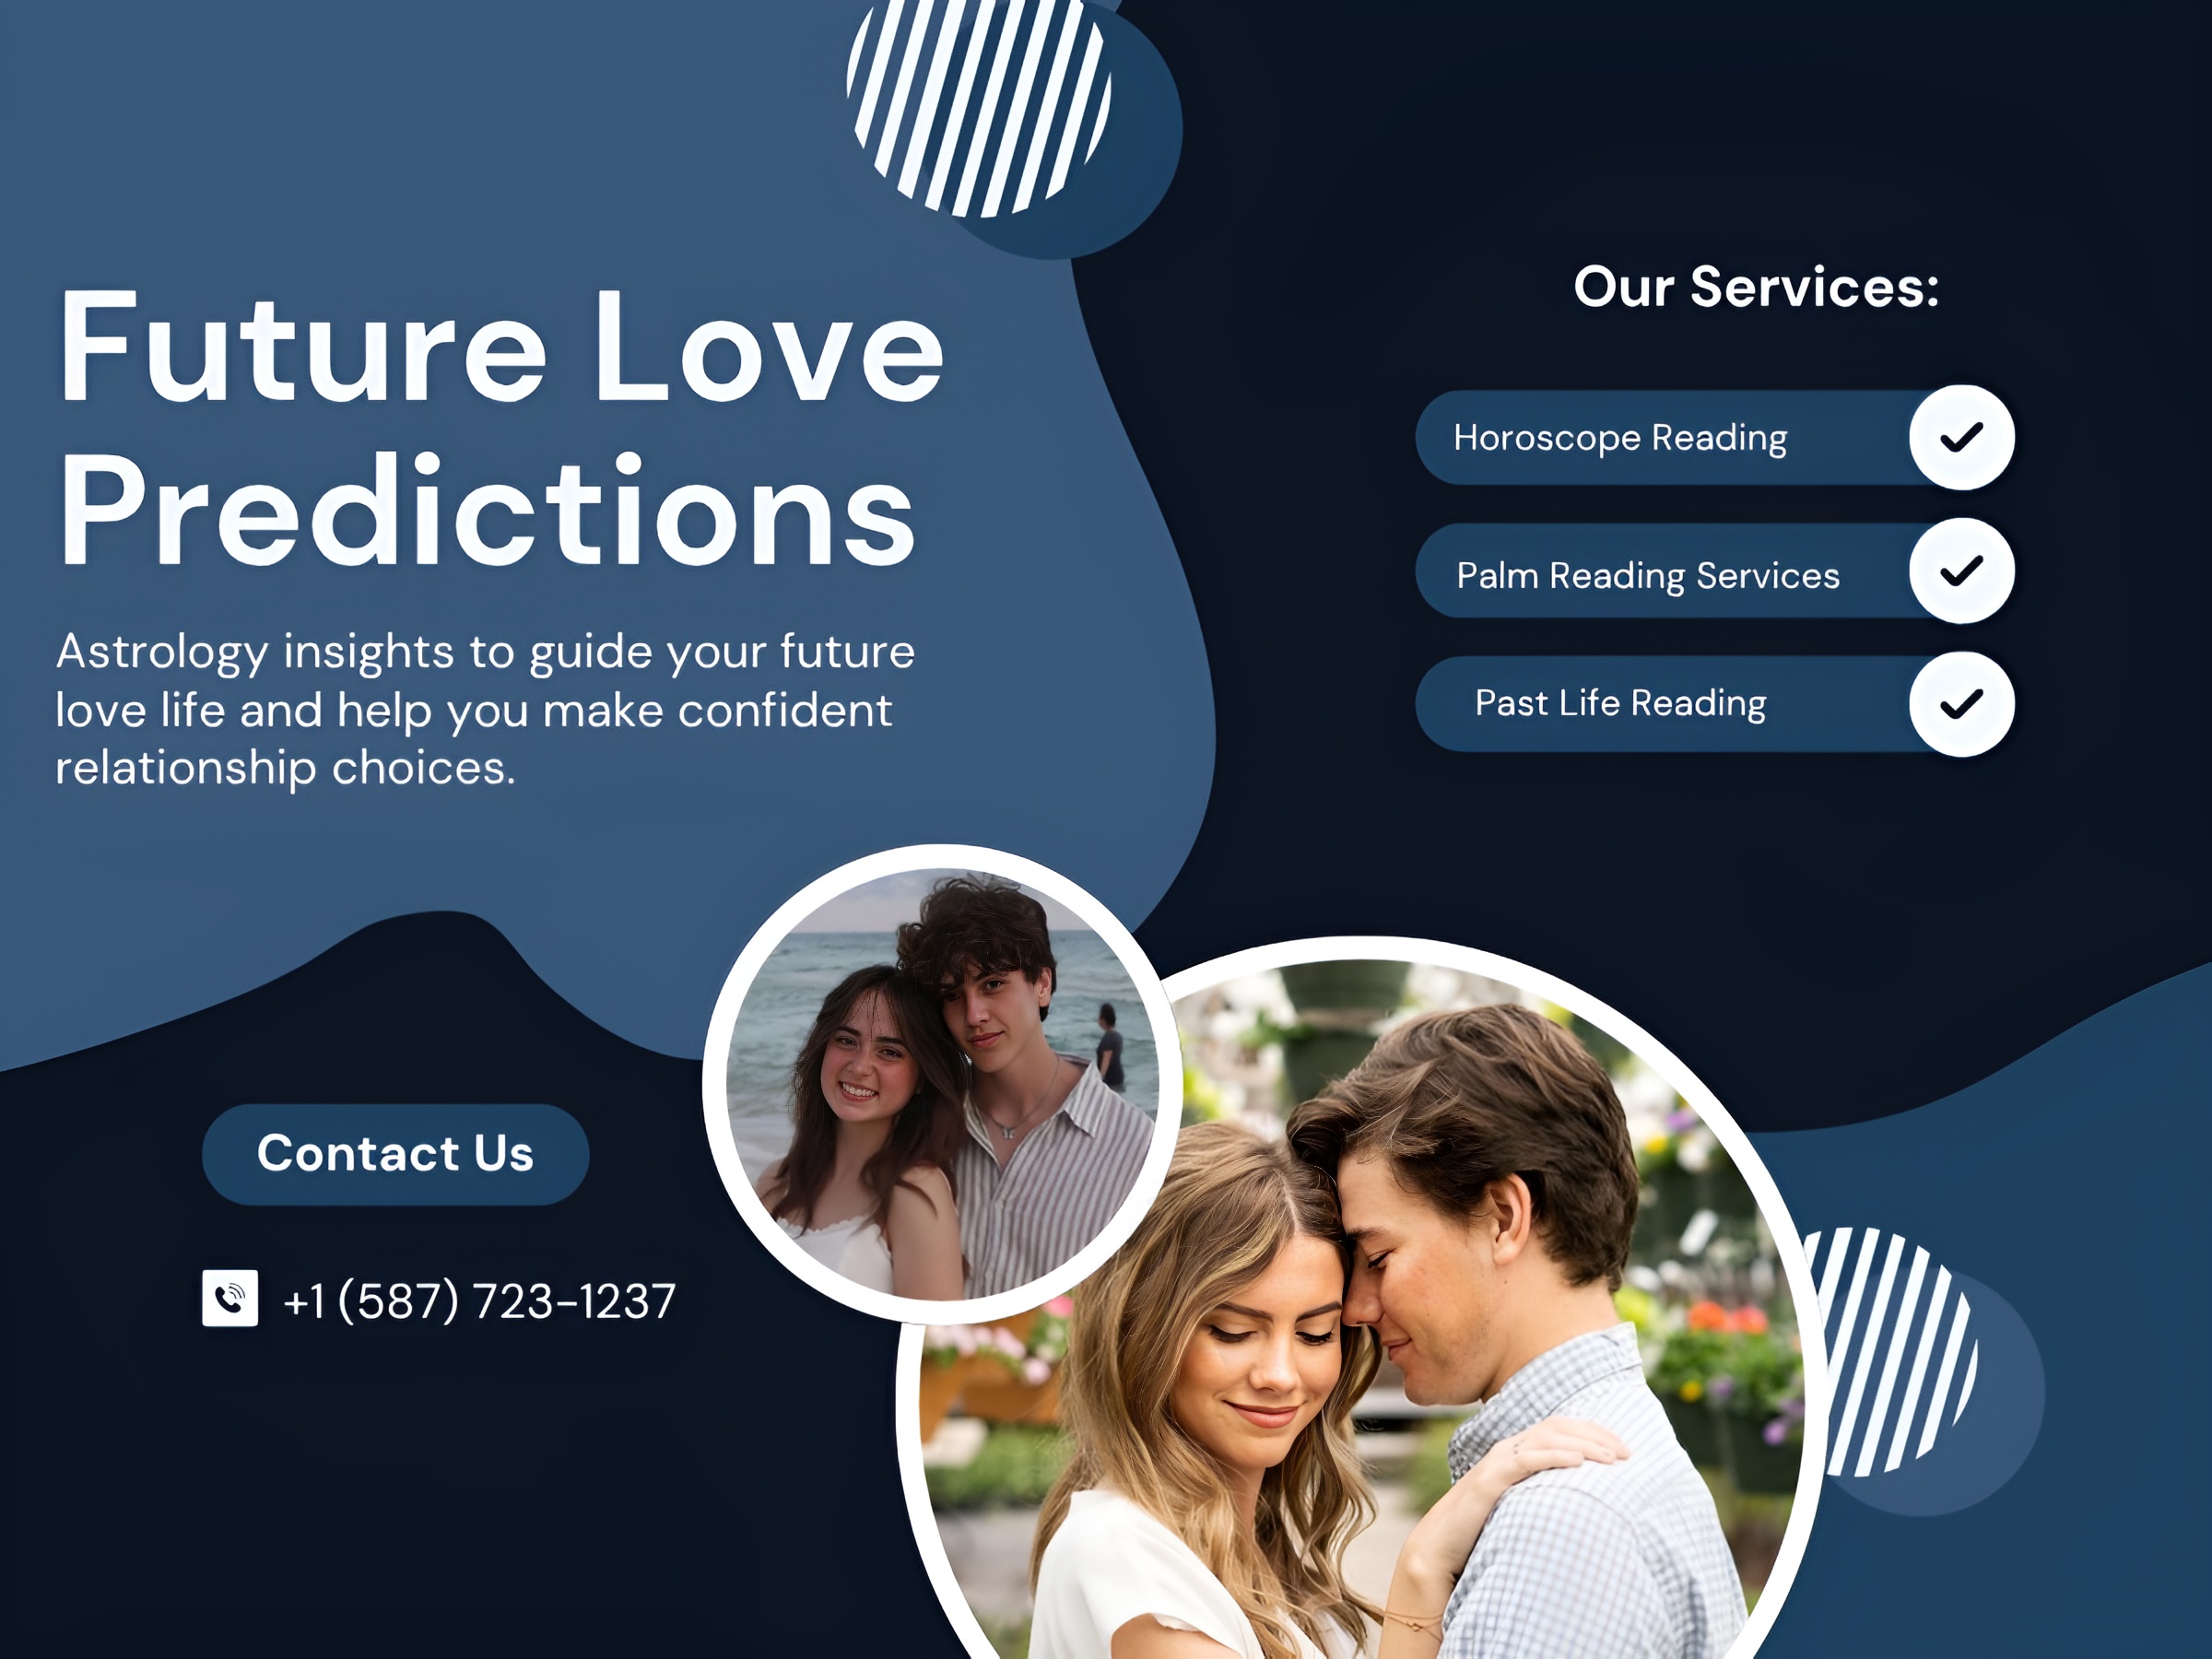 Future Love
Predictions
Astrology insights to guide your future
love life and help you make confident
relationship choices.
Our Services:
Horoscope Reading
Palm Reading Services
Past Life Reading
Contact Us
+1 (587) 723-1237